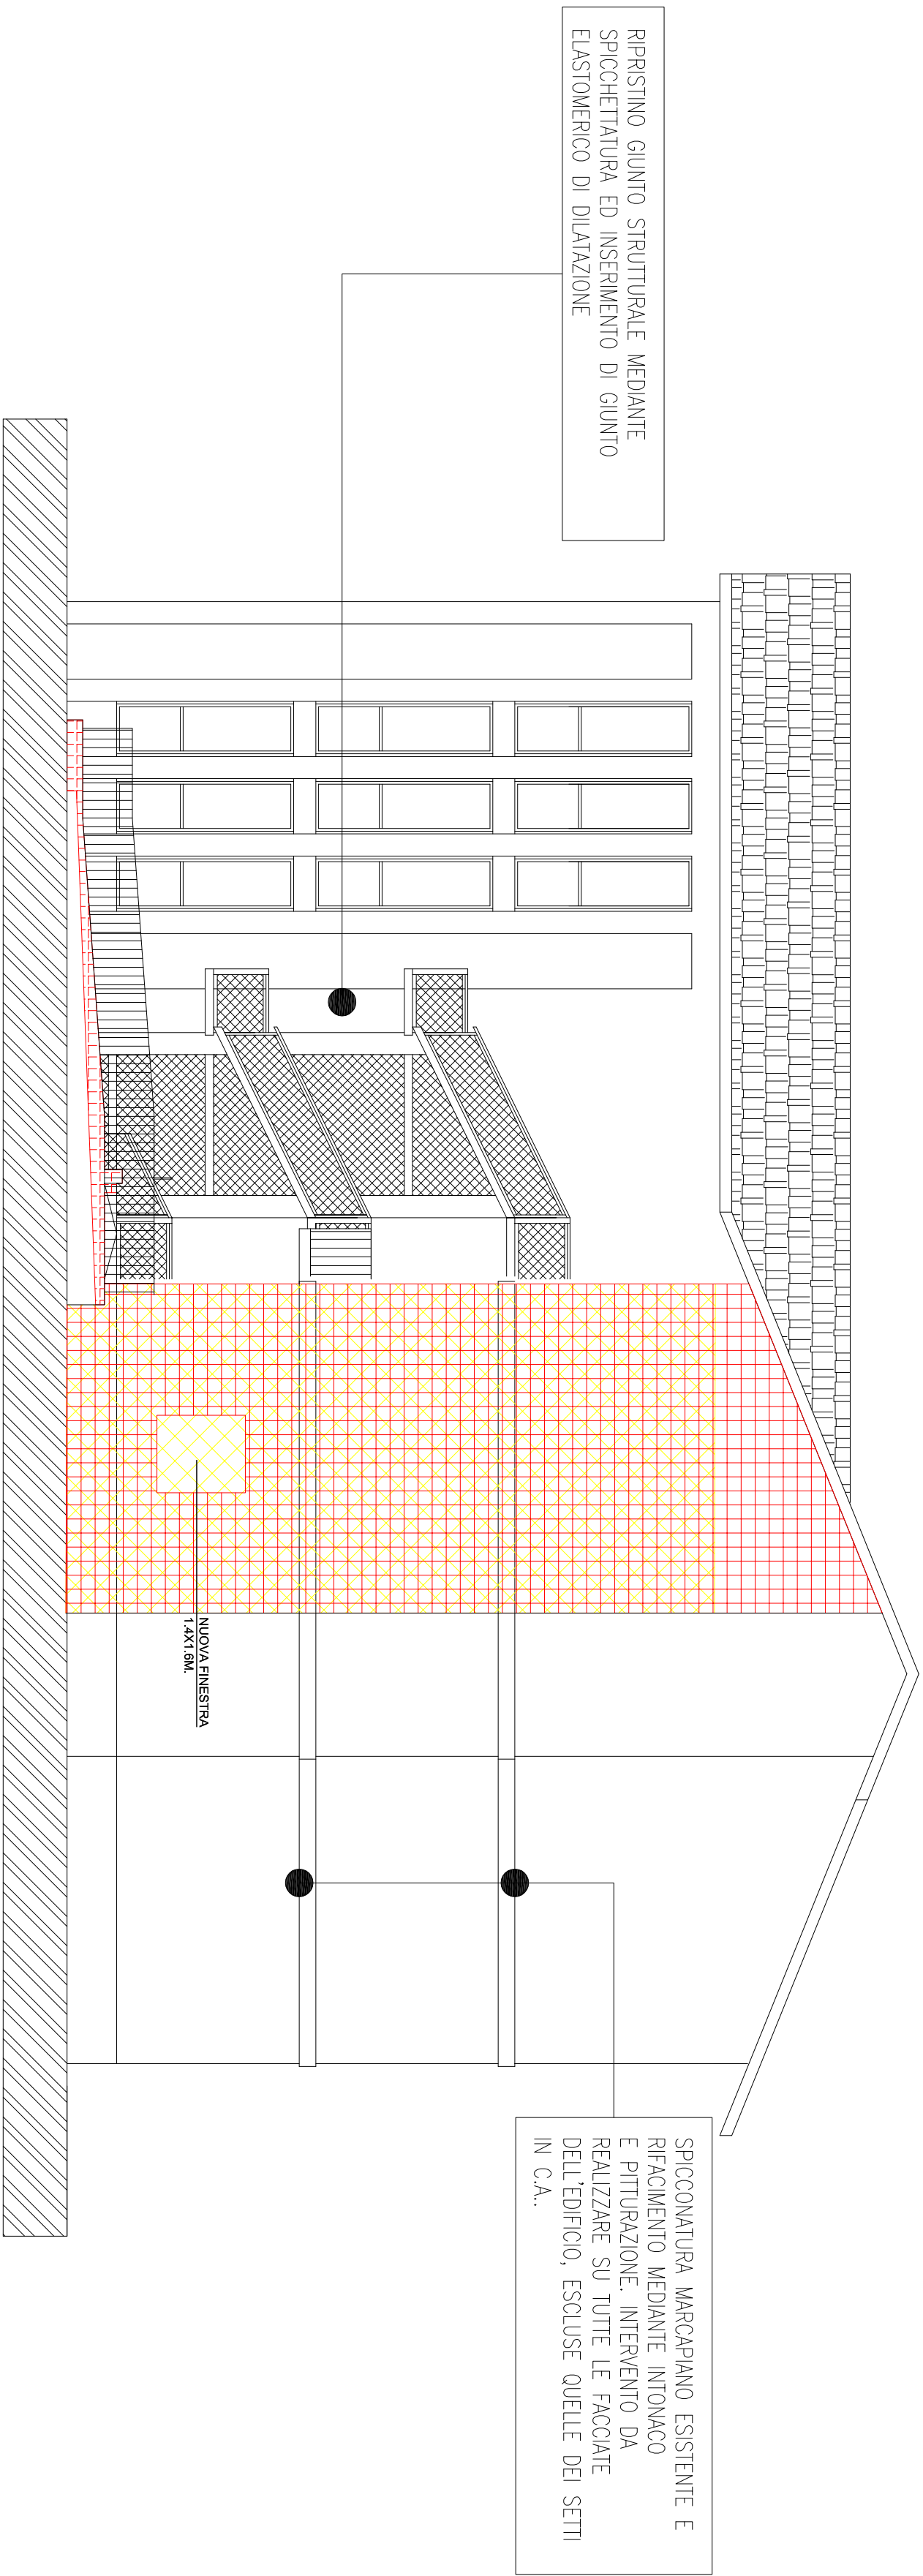 RIPRISTINO GIUNTO STRUTTURALE MEDIANTE
SPICCHETTATURA ED INSERIMENTO DI GIUNTO
ELASTOMERICO DI DILATAZIONE
NUOVA FINESTRA
1.4X1.6M.
SPICCONATURA MARCAPIANO ESISTENTE E
RIFACIMENTO MEDIANTE INTONACO
E PITTURAZIONE. INTERVENTO DA
REALIZZARE SU TUTTE LE FACCIATE
DELL'EDIFICIO, ESCLUSE QUELLE DEI SETTI
IN C.A..